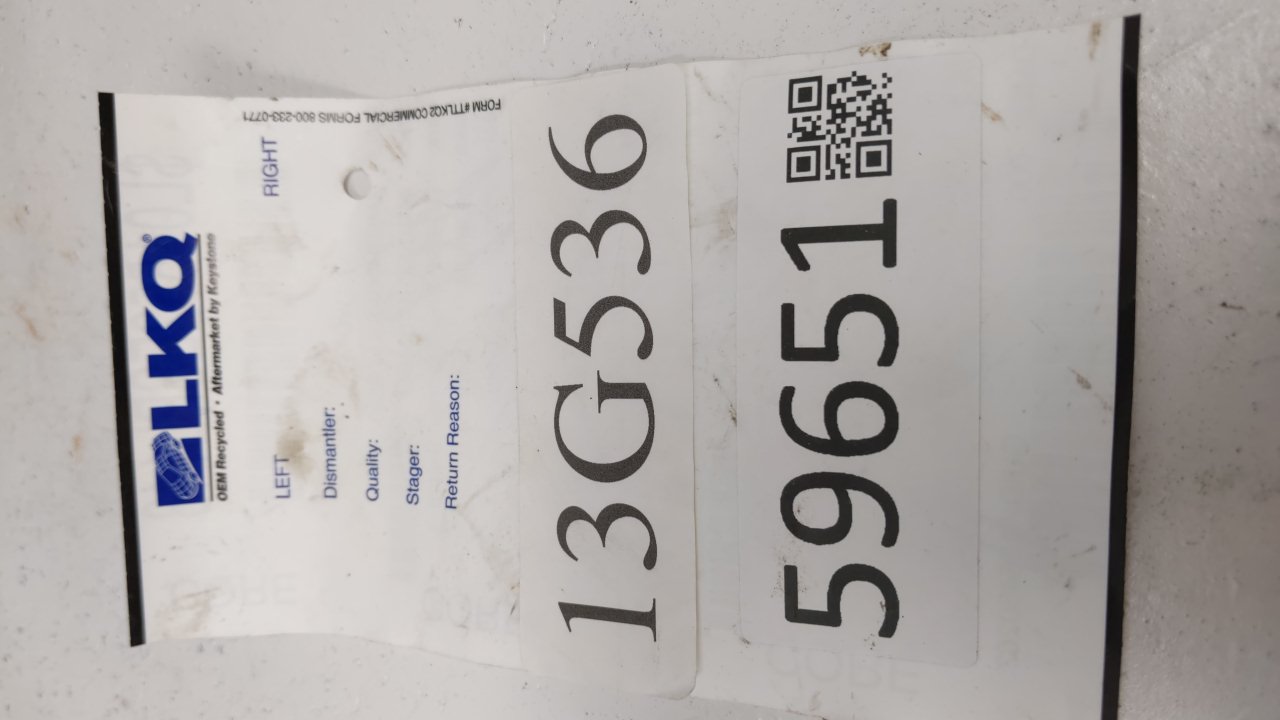 LKQ®
OEM Recycled • Aftermarket by Keystone
LEFT RIGHT
Dismantler:
Quality:
Stager:
Return Reason:
FORM #TTLKQ2 COMMERCIAL FORMS 800-233-0771
13G536
59651